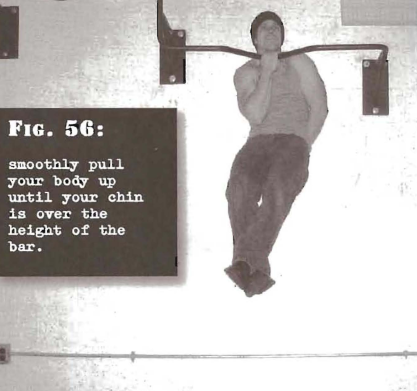 FIG. 56:
smoothly pull
your body up
until your chin
is over the
height of the
bar.